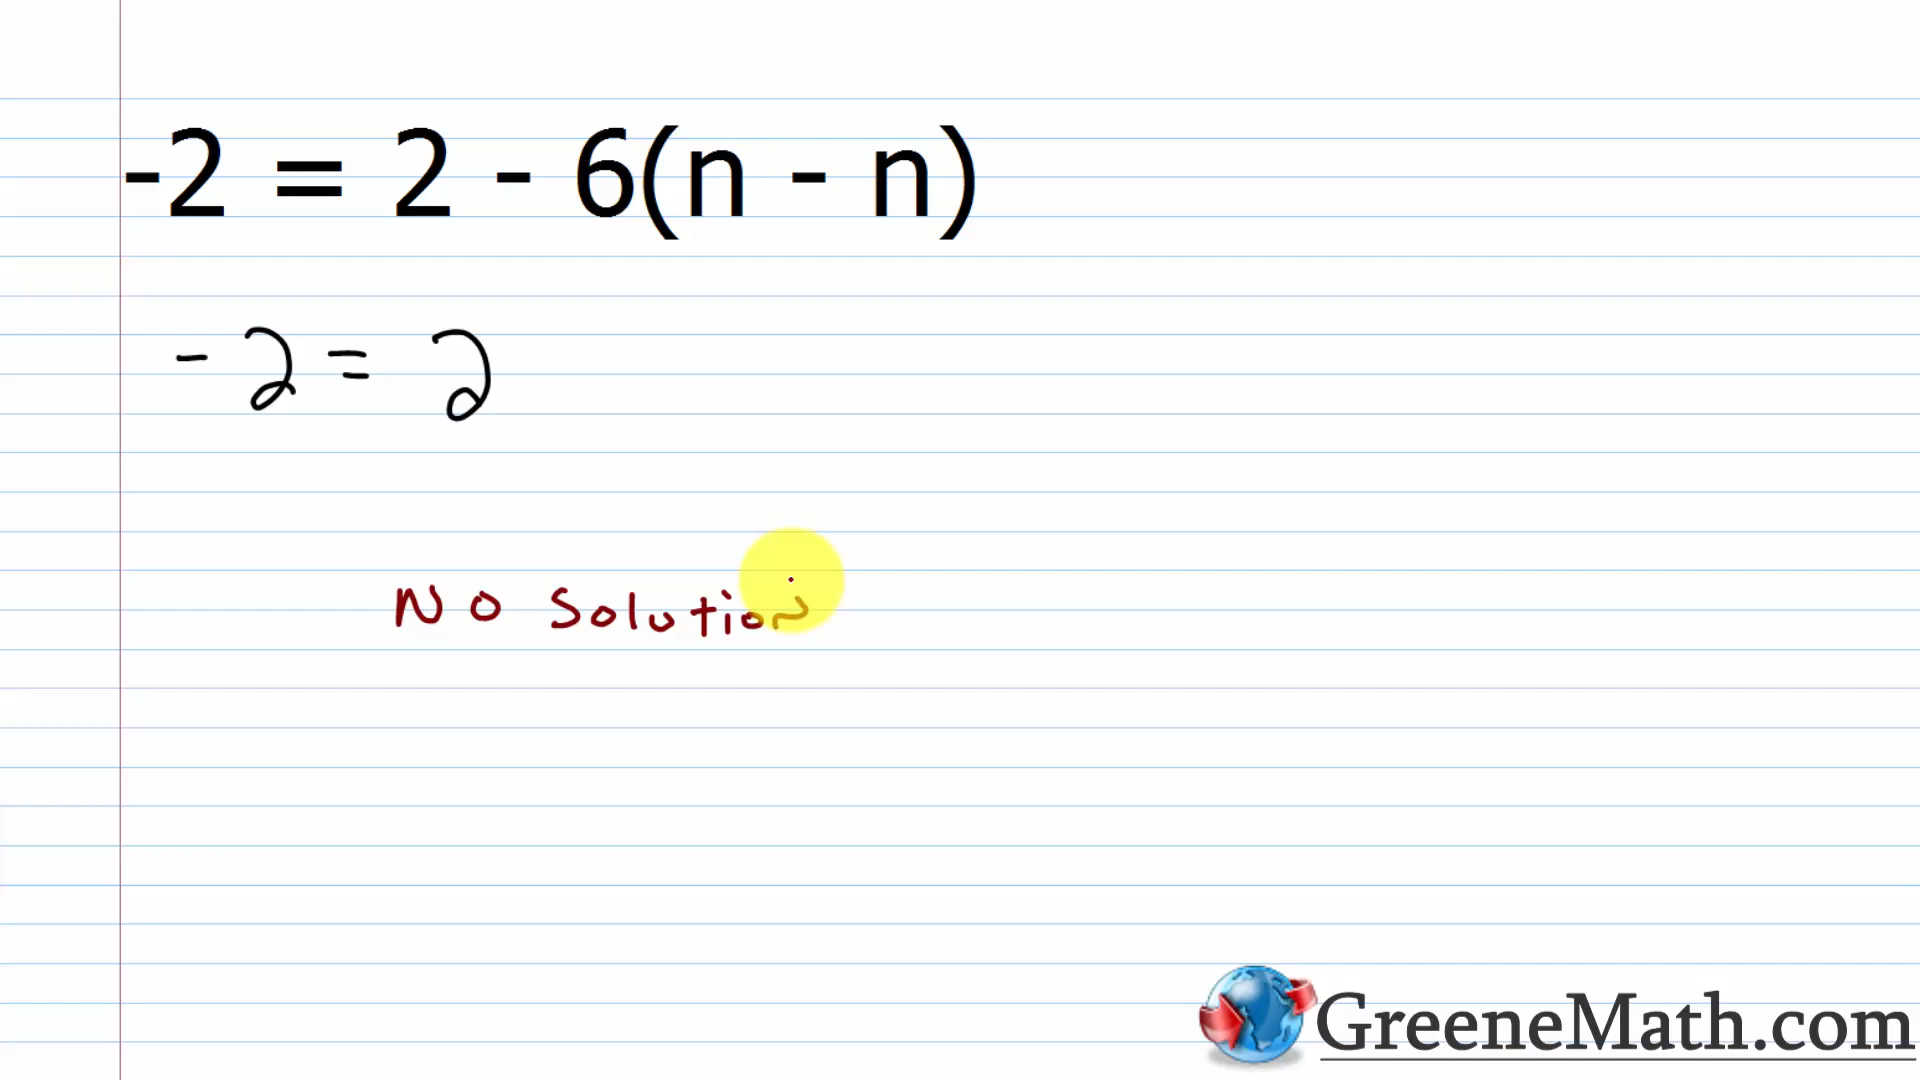 -2 = 2 - 6(n - n)
-2 = 2
No Solution
GreeneMath.com